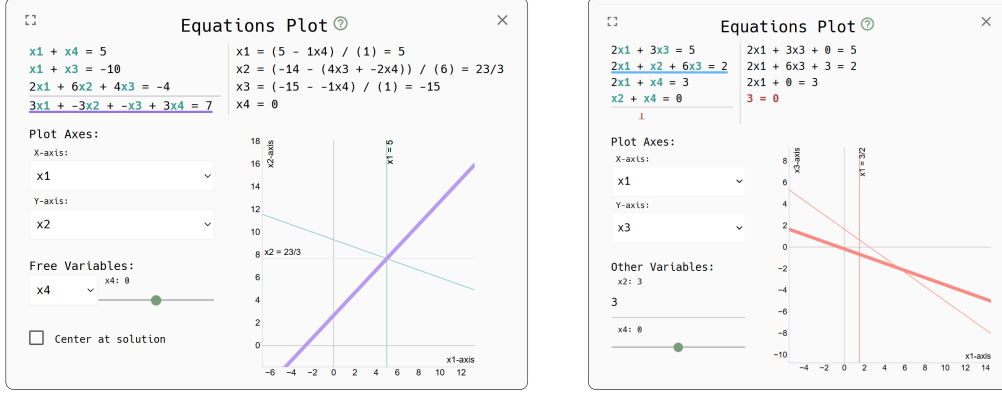 Equations Plot ?
x1 + x4 = 5
x1 + x3 = -10
2x1 + 6x2 + 4x3 = -4
3x1 + -3x2 + -x3 + 3x4 = 7
x1 = (5 - 1x4) / (1) = 5
x2 = (-14 - (4x3 + -2x4)) / (6) = 23/3
x3 = (-15 - -1x4) / (1) = -15
x4 = 0
Plot Axes:
X-axis:
x1
Y-axis:
x2
Free Variables:
x4
x4: 0
Center at solution
x2-axis
x1 = 5
18
16
14
12
10
8
6
4
2
0
x2 = 23/3
x1-axis
−6 −4 −2 0 2 4 6 8 10 12
Equations Plot ?
2x1 + 3x3 = 5
2x1 + x2 + 6x3 = 2
2x1 + x4 = 3
x2 + x4 = 0
⊥
2x1 + 3x3 + 0 = 5
2x1 + 6x3 + 3 = 2
2x1 + 0 = 3
3 = 0
Plot Axes:
X-axis:
x1
Y-axis:
x3
Other Variables:
x2: 3
3
x4: 0
x3-axis
x1 = 3/2
8
6
4
2
0
−2
−4
−6
−8
−10
x1-axis
−4 −2 0 2 4 6 8 10 12 14